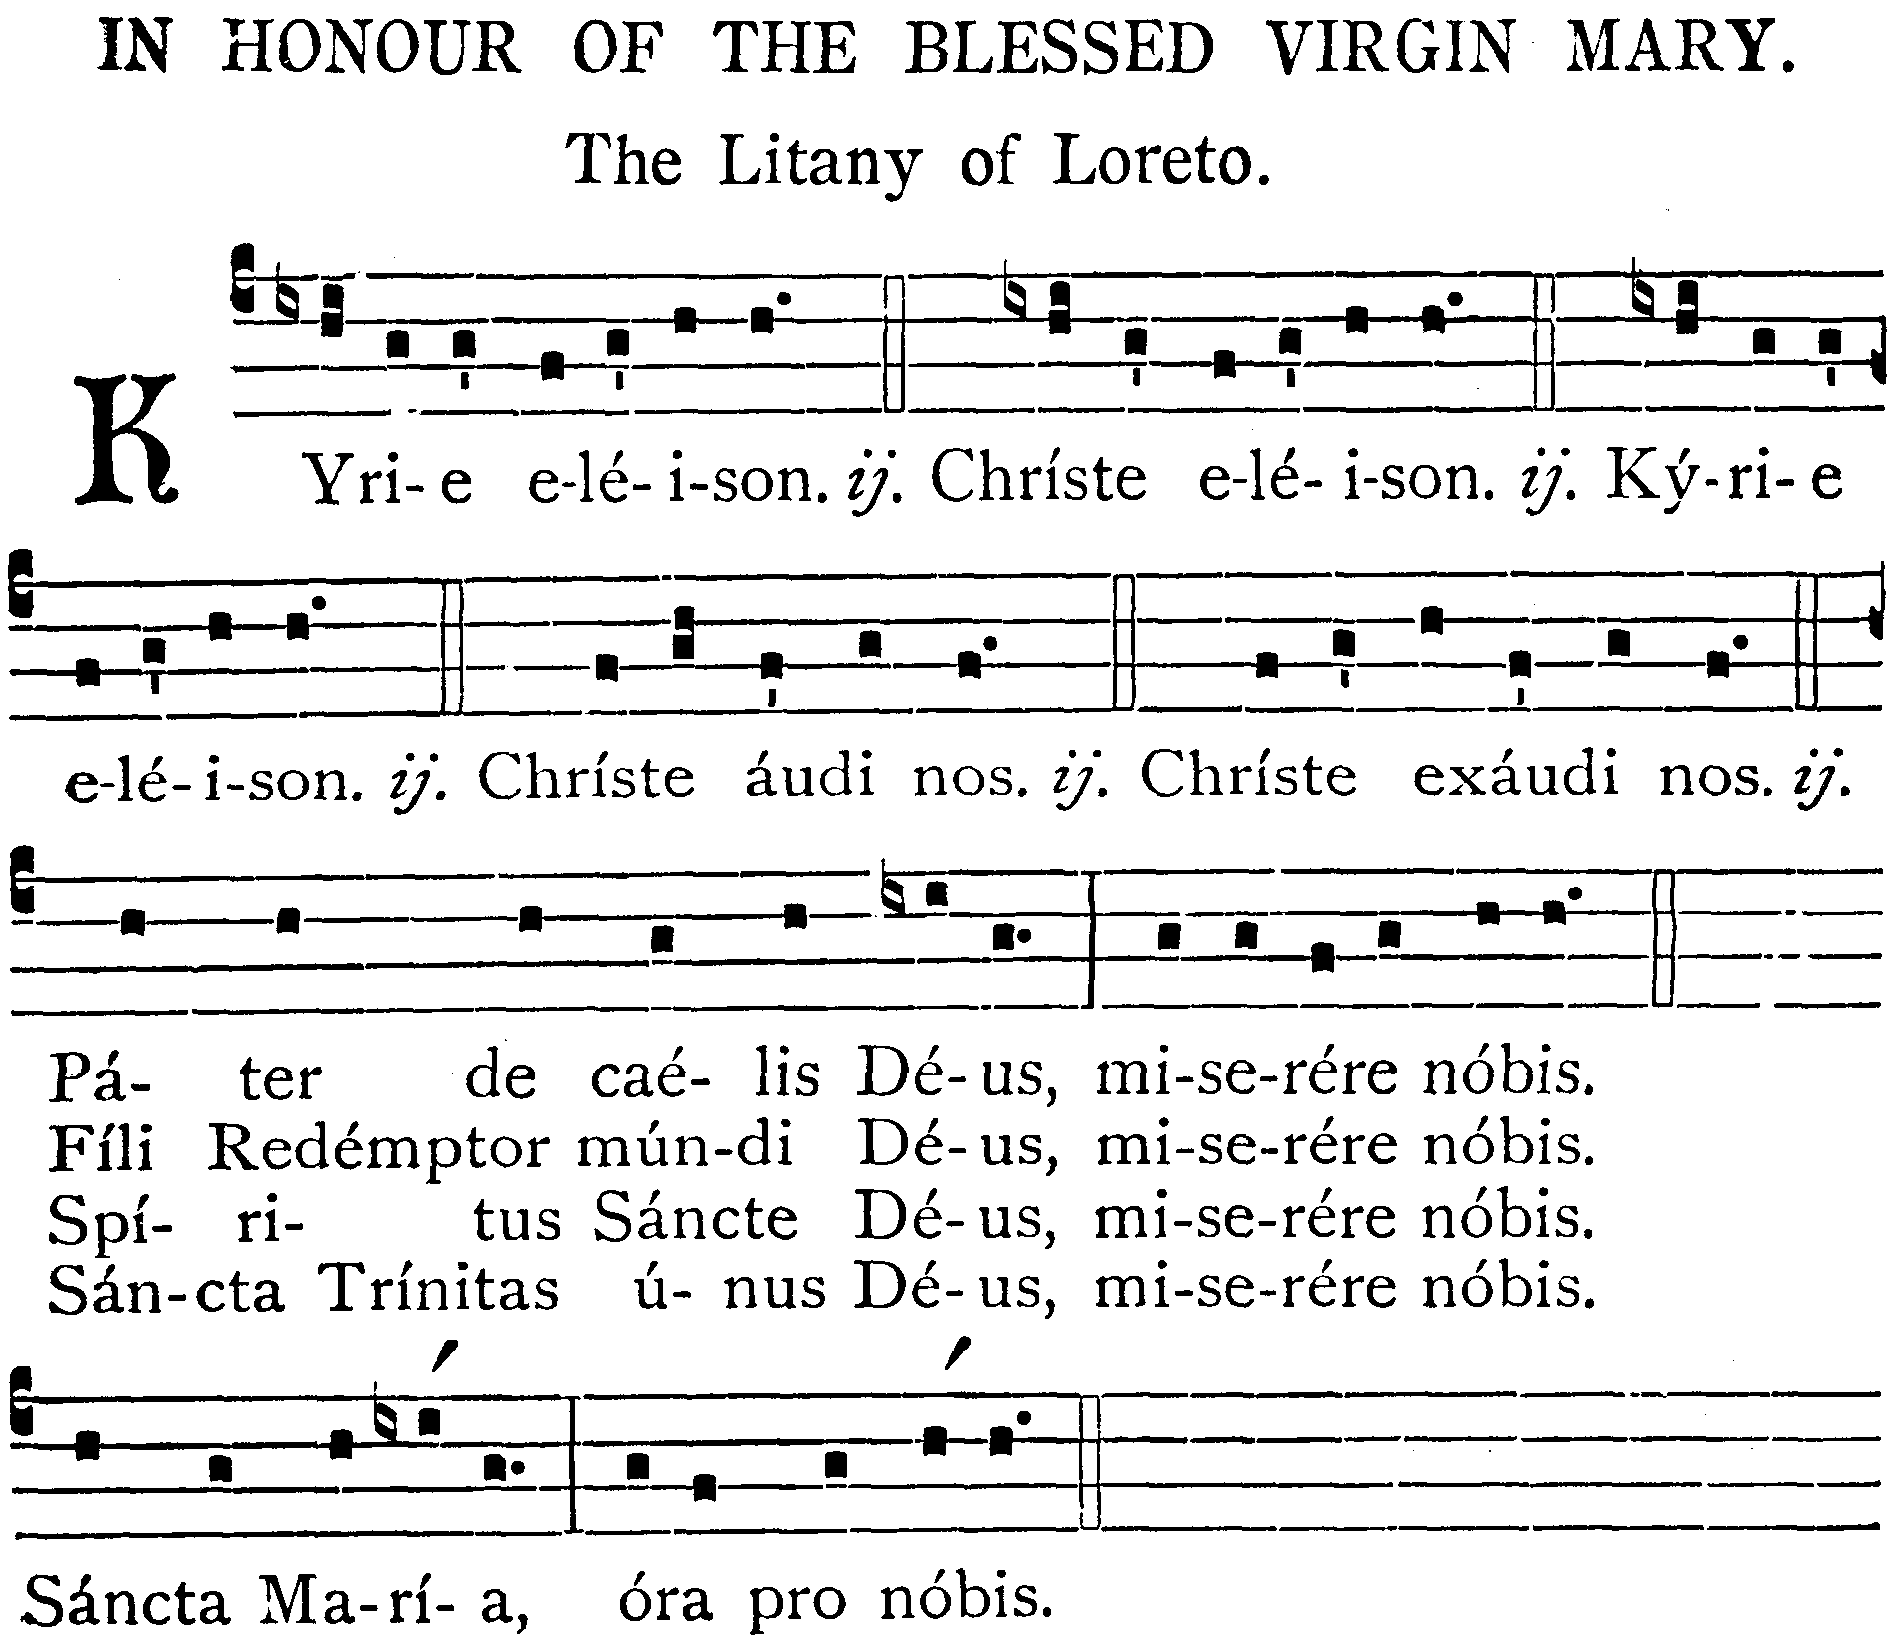 IN HONOUR OF THE BLESSED VIRGIN MARY.
The Litany of Loreto.
KYri- e e-lé- i-son. ij. Chríste e-lé- i-son. ij. Ký-ri- e
e-lé- i-son. ij. Chríste áudi nos. ij. Chríste exáudi nos. ij.
Pá- ter de caé- lis Dé- us, mi-se-rére nóbis.
Fíli Redémptor mún-di Dé- us, mi-se-rére nóbis.
Spí- ri- tus Sáncte Dé- us, mi-se-rére nóbis.
Sán-cta Trínitas ú- nus Dé- us, mi-se-rére nóbis.
Sáncta Ma-rí- a, óra pro nóbis.